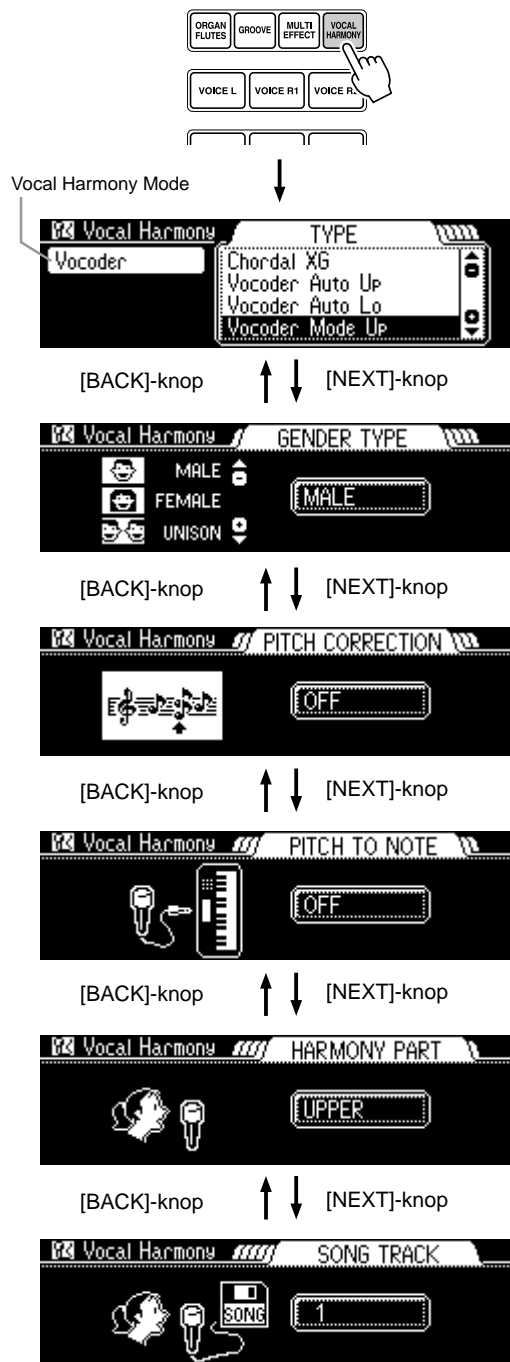 ORGAN FLUTES GROOVE MULTI EFFECT VOCAL HARMONY
VOICE L VOICE R1 VOICE
Vocal Harmony Mode
Vocal Harmony TYPE
Vocoder
Chordal XG
Vocoder Auto Up
Vocoder Auto Lo
Vocoder Mode Up
[BACK]-knop [NEXT]-knop
Vocal Harmony GENDER TYPE
MALE
FEMALE
UNISON
MALE
[BACK]-knop [NEXT]-knop
Vocal Harmony PITCH CORRECTION
OFF
[BACK]-knop [NEXT]-knop
Vocal Harmony PITCH TO NOTE
OFF
[BACK]-knop [NEXT]-knop
Vocal Harmony HARMONY PART
UPPER
[BACK]-knop [NEXT]-knop
Vocal Harmony SONG TRACK
SONG
1